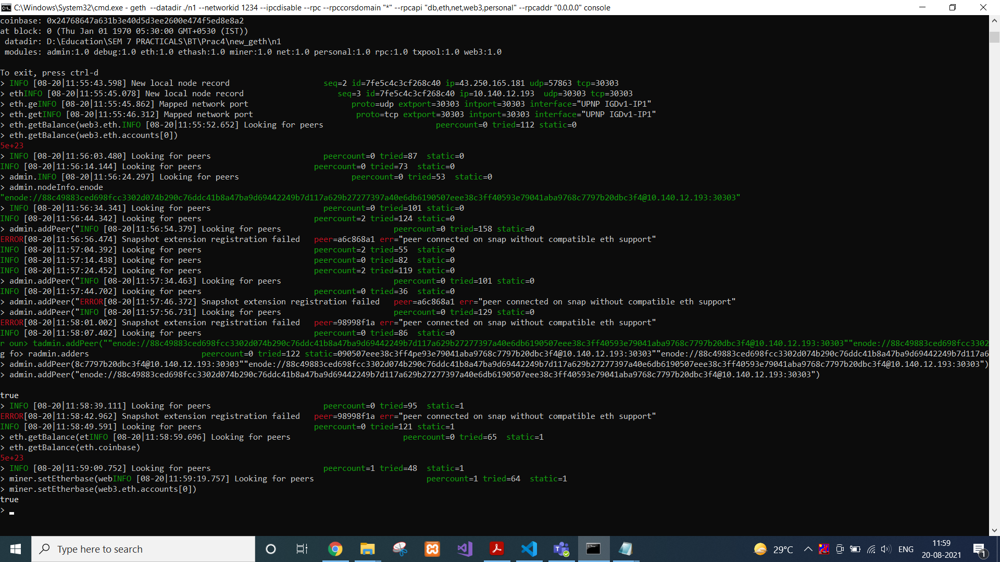 C:\Windows\System32\cmd.exe - geth  --datadir ./n1 --networkid 1234 --ipcdisable --rpc --rpccorsdomain "*" --rpcapi "db,eth,net,web3,personal" --rpcaddr "0.0.0.0" console
coinbase: 0x24768647a631b3e40d5d3ee2600e474f5ed8e8a2
at block: 0 (Thu Jan 01 1970 05:30:00 GMT+0530 (IST))
 datadir: D:\Education\SEM 7 PRACTICALS\BT\Prac4\new_geth\n1
 modules: admin:1.0 debug:1.0 eth:1.0 ethash:1.0 miner:1.0 net:1.0 personal:1.0 rpc:1.0 txpool:1.0 web3:1.0
To exit, press ctrl-d
> INFO [08-20|11:55:43.598] New local node record                    seq=2 id=7fe5c4c3cf268c40 ip=43.250.165.181 udp=57863 tcp=30303
> ethINFO [08-20|11:55:45.078] New local node record                    seq=3 id=7fe5c4c3cf268c40 ip=10.140.12.193  udp=30303 tcp=30303
> eth.geINFO [08-20|11:55:45.862] Mapped network port                      proto=udp extport=30303 intport=30303 interface="UPNP IGDv1-IP1"
> eth.getINFO [08-20|11:55:46.312] Mapped network port                      proto=tcp extport=30303 intport=30303 interface="UPNP IGDv1-IP1"
> eth.getBalance(web3.eth.INFO [08-20|11:55:52.652] Looking for peers                        peercount=0 tried=112 static=0
> eth.getBalance(web3.eth.accounts[0])
5e+23
> INFO [08-20|11:56:03.480] Looking for peers                        peercount=0 tried=87  static=0
INFO [08-20|11:56:14.144] Looking for peers                        peercount=0 tried=73  static=0
> admin.INFO [08-20|11:56:24.297] Looking for peers                        peercount=0 tried=53  static=0
> admin.nodeInfo.enode
"enode://88c49883ced698fcc3302d074b290c76ddc41b8a47ba9d69442249b7d117a629b27277397a40e6db6190507eee38c3ff40593e79041aba9768c7797b20dbc3f4@10.140.12.193:30303"
> INFO [08-20|11:56:34.341] Looking for peers                        peercount=0 tried=101 static=0
INFO [08-20|11:56:44.342] Looking for peers                        peercount=2 tried=124 static=0
> admin.addPeer("INFO [08-20|11:56:54.379] Looking for peers                        peercount=0 tried=158 static=0
ERROR[08-20|11:56:56.474] Snapshot extension registration failed   peer=a6c868a1 err="peer connected on snap without compatible eth support"
INFO [08-20|11:57:04.392] Looking for peers                        peercount=2 tried=55  static=0
INFO [08-20|11:57:14.438] Looking for peers                        peercount=0 tried=82  static=0
INFO [08-20|11:57:24.452] Looking for peers                        peercount=2 tried=119 static=0
> admin.addPeer("INFO [08-20|11:57:34.463] Looking for peers                        peercount=0 tried=101 static=0
INFO [08-20|11:57:44.702] Looking for peers                        peercount=0 tried=36  static=0
> admin.addPeer("ERROR[08-20|11:57:46.372] Snapshot extension registration failed   peer=a6c868a1 err="peer connected on snap without compatible eth support"
> admin.addPeer("INFO [08-20|11:57:56.731] Looking for peers                        peercount=0 tried=129 static=0
ERROR[08-20|11:58:01.002] Snapshot extension registration failed   peer=98998f1a err="peer connected on snap without compatible eth support"
INFO [08-20|11:58:07.402] Looking for peers                        peercount=0 tried=86  static=0
r oun> tadmin.addPeer(""enode://88c49883ced698fcc3302d074b290c76ddc41b8a47ba9d69442249b7d117a629b27277397a40e6db6190507eee38c3ff40593e79041aba9768c7797b20dbc3f4@10.140.12.193:30303""enode://88c49883ced698fcc3302
g fo> radmin.adders                        peercount=0 tried=122 static=090507eee38c3ff4pe93e79041aba9768c7797b20dbc3f4@10.140.12.193:30303""enode://88c49883ced698fcc3302d074b290c76ddc41b8a47ba9d69442249b7d117a6
> admin.addPeer(8c7797b20dbc3f4@10.140.12.193:30303""enode://88c49883ced698fcc3302d074b290c76ddc41b8a47ba9d69442249b7d117a629b27277397a40e6db6190507eee38c3ff40593e79041aba9768c7797b20dbc3f4@10.140.12.193:30303")
> admin.addPeer("enode://88c49883ced698fcc3302d074b290c76ddc41b8a47ba9d69442249b7d117a629b27277397a40e6db6190507eee38c3ff40593e79041aba9768c7797b20dbc3f4@10.140.12.193:30303")
true
> INFO [08-20|11:58:39.111] Looking for peers                        peercount=0 tried=95  static=1
ERROR[08-20|11:58:42.962] Snapshot extension registration failed   peer=98998f1a err="peer connected on snap without compatible eth support"
INFO [08-20|11:58:49.591] Looking for peers                        peercount=0 tried=121 static=1
> eth.getBalance(etINFO [08-20|11:58:59.696] Looking for peers                        peercount=0 tried=65  static=1
> eth.getBalance(eth.coinbase)
5e+23
> INFO [08-20|11:59:09.752] Looking for peers                        peercount=1 tried=48  static=1
> miner.setEtherbase(webINFO [08-20|11:59:19.757] Looking for peers                        peercount=1 tried=64  static=1
> miner.setEtherbase(web3.eth.accounts[0])
true
>
Type here to search
29°C
ENG
11:59
20-08-2021
1